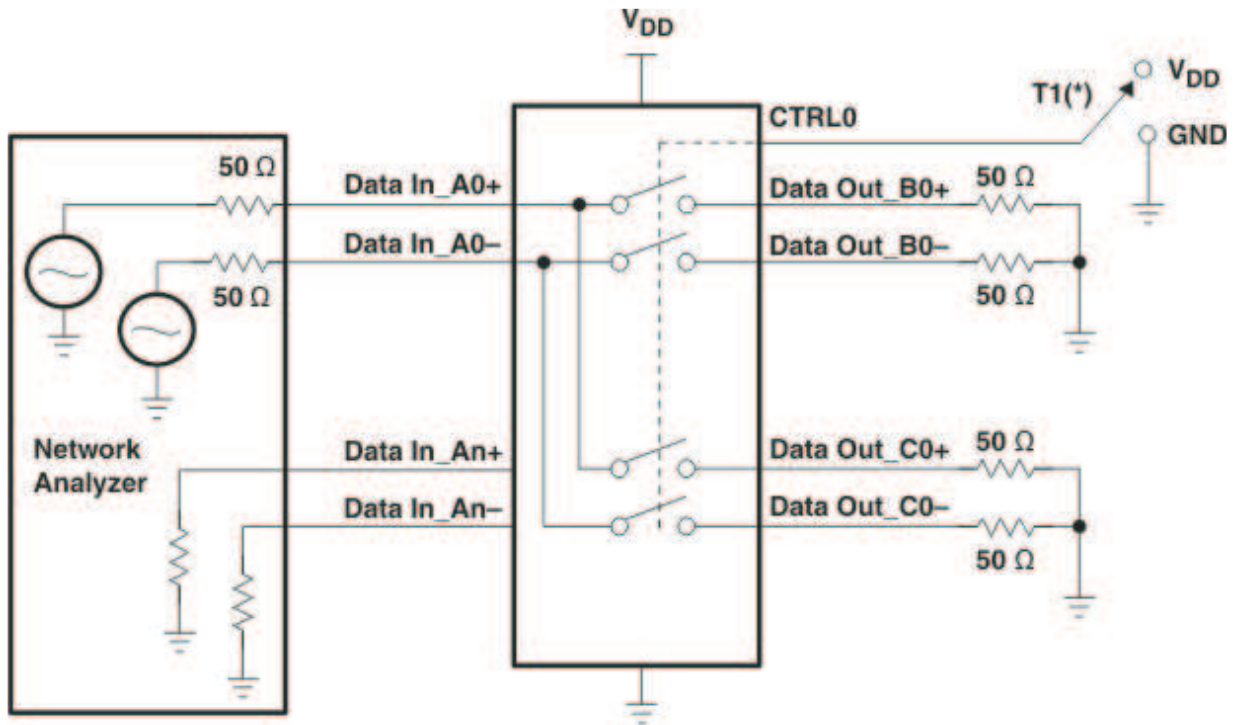 VDD
T1(*)
VDD
CTRL0
GND
50 Ω
Data In_A0+
Data Out_B0+
50 Ω
Data In_A0–
Data Out_B0–
50 Ω
50 Ω
Network
Analyzer
Data In_An+
Data Out_C0+
50 Ω
Data In_An–
Data Out_C0–
50 Ω